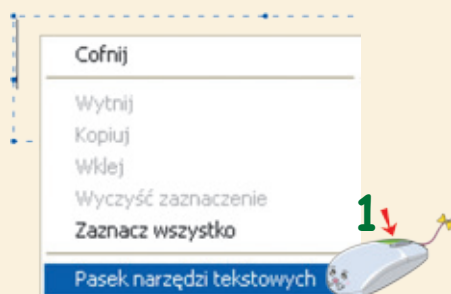 Cofnij
Wytnij
Kopiuj
Wklej
Wyczyść zaznaczenie
Zaznacz wszystko
1
Pasek narzędzi tekstowych